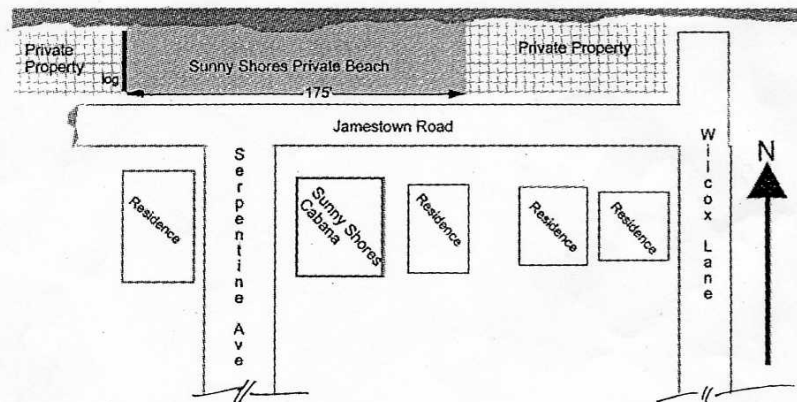 Private
Property
log
Sunny Shores Private Beach
175'
Private Property
Jamestown Road
Serpentine Ave
Wilcox Lane
N
Residence
Sunny Shores
Cabana
Residence
Residence
Residence